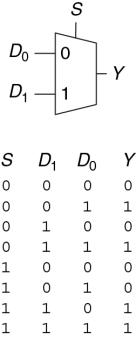 S
D₀ 0 Y
D₁ 1
S D₁ D₀ Y
0 0 0 0
0 0 1 1
0 1 0 0
0 1 1 1
1 0 0 0
1 0 1 0
1 1 0 1
1 1 1 1